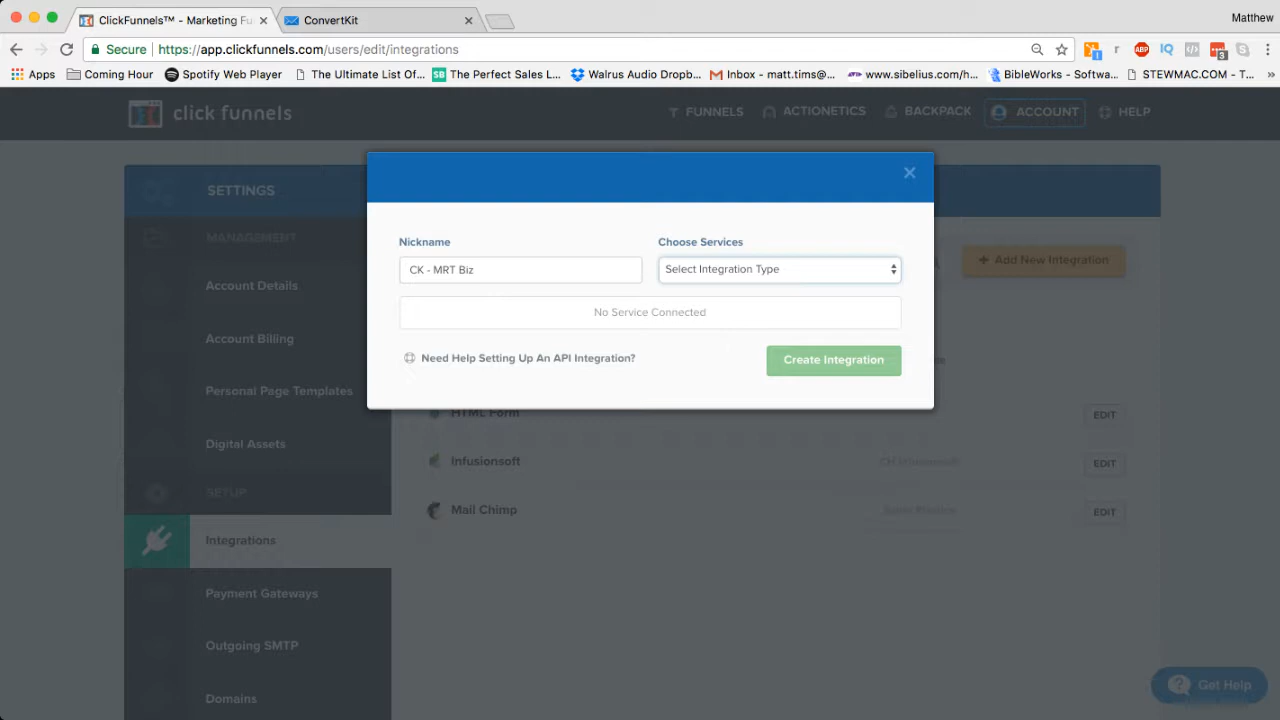 ClickFunnels™ - Marketing Fu
ConvertKit
Matthew
Secure https://app.clickfunnels.com/users/edit/integrations
Apps Coming Hour Spotify Web Player The Ultimate List Of... The Perfect Sales L... Walrus Audio Dropb... Inbox - matt.tims@... www.sibelius.com/h... BibleWorks - Softwa... STEWMAC.COM - T... »
click funnels FUNNELS ACTIONETICS BACKPACK ACCOUNT HELP
SETTINGS
MANAGEMENT
Account Details
Account Billing
Personal Page Templates
Digital Assets
SETUP
Integrations
Payment Gateways
Outgoing SMTP
Domains
Nickname Choose Services
CK - MRT Biz Select Integration Type
No Service Connected
Need Help Setting Up An API Integration? Create Integration
+ Add New Integration
HTML Form EDIT
Infusionsoft EDIT
Mail Chimp EDIT
Get Help